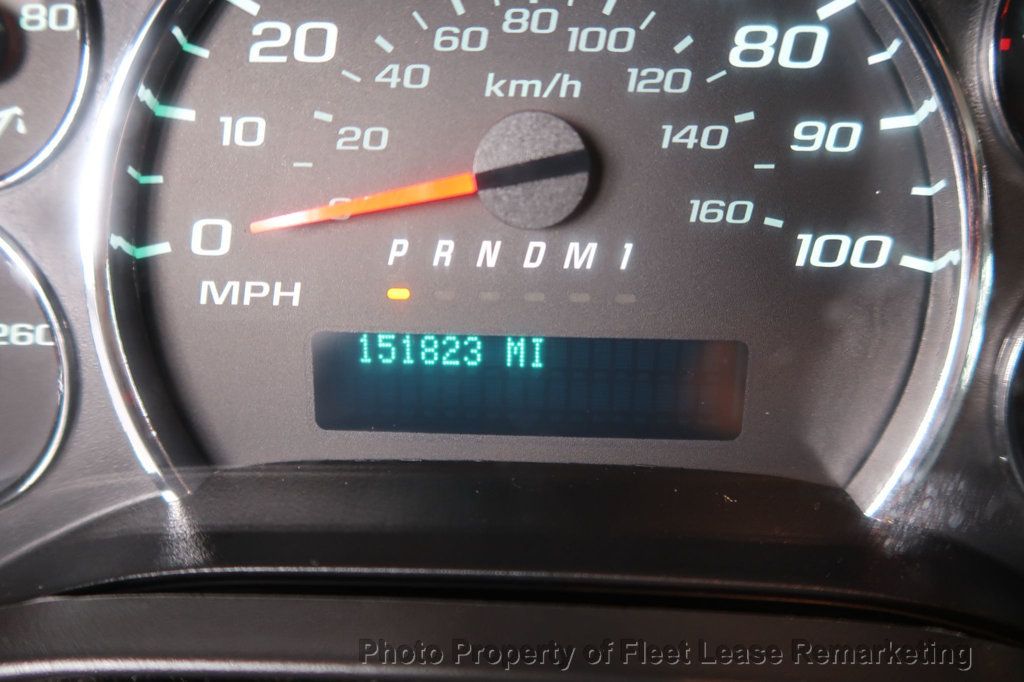 80
20 60 80 100 80
40 km/h 120
10 20 140 90
0 0 160 100
P R N D M 1
MPH
260
151823 MI
Photo Property of Fleet Lease Remarketing